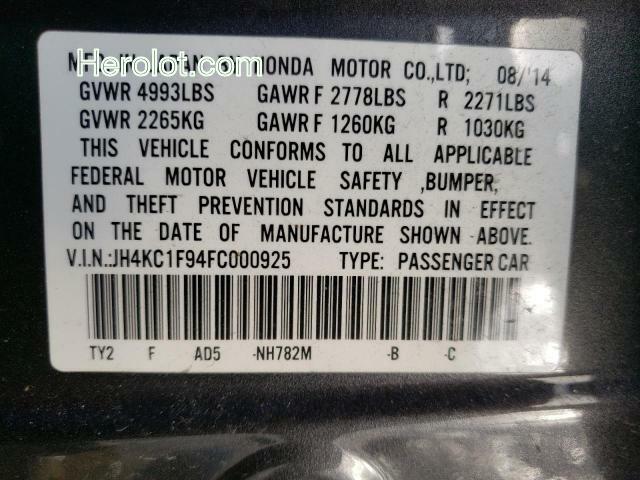 Herolot.com
HONDA MOTOR CO.,LTD; 08/'14
GVWR 4993LBS GAWR F 2778LBS R 2271LBS
GVWR 2265KG GAWR F 1260KG R 1030KG
THIS VEHICLE CONFORMS TO ALL APPLICABLE
FEDERAL MOTOR VEHICLE SAFETY ,BUMPER,
AND THEFT PREVENTION STANDARDS IN EFFECT
ON THE DATE OF MANUFACTURE SHOWN ABOVE.
V.I.N.:JH4KC1F94FC000925 TYPE: PASSENGER CAR
TY2 F AD5 -NH782M -B -C